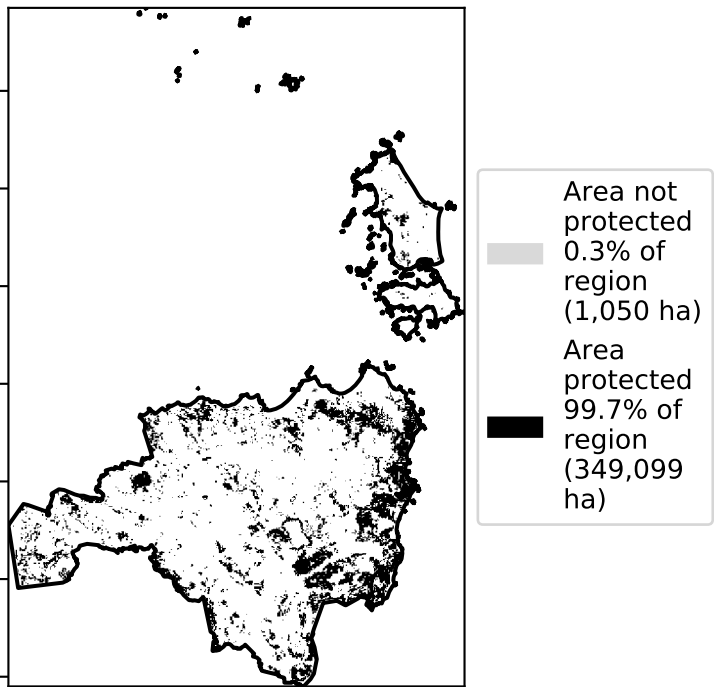 Area not
protected
0.3% of
region
(1,050 ha)
Area
protected
99.7% of
region
(349,099
ha)